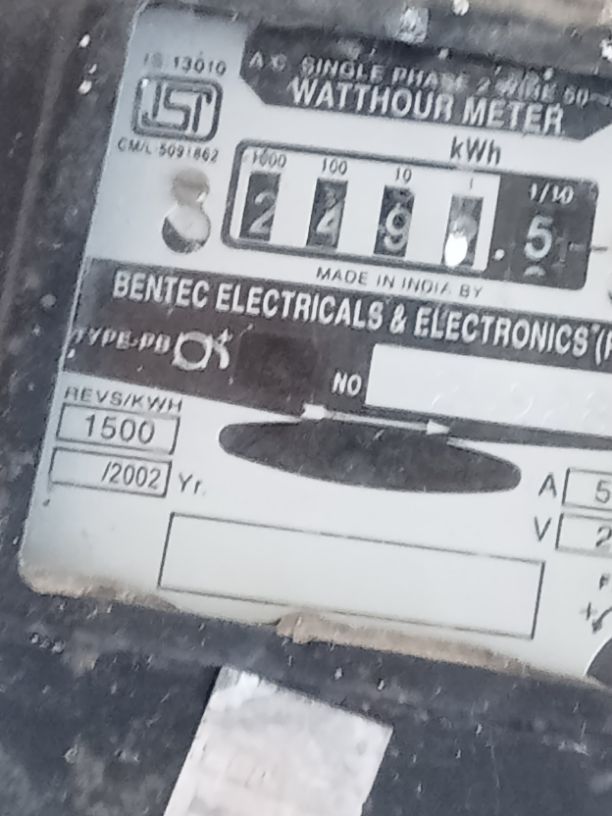 IS 13010
A.C. SINGLE PHASE 2 WIRE 50~
WATTHOUR METER
ISI
CM/L-5091862
kWh
1000 100 10 1 1/10
2 4 9 . 5
MADE IN INDIA BY
BENTEC ELECTRICALS & ELECTRONICS (P
TYPE-PB
NO
REVS/KWH
1500
/2002 Yr.
A 5
V 2